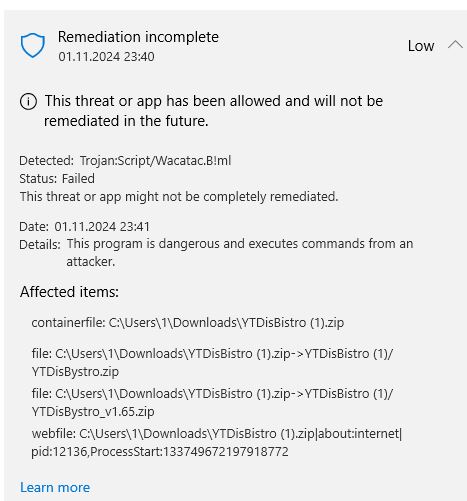 Remediation incomplete
01.11.2024 23:40
Low
This threat or app has been allowed and will not be
remediated in the future.
Detected: Trojan:Script/Wacatac.B!ml
Status: Failed
This threat or app might not be completely remediated.
Date: 01.11.2024 23:41
Details: This program is dangerous and executes commands from an
attacker.
Affected items:
containerfile: C:\Users\1\Downloads\YTDisBistro (1).zip
file: C:\Users\1\Downloads\YTDisBistro (1).zip->YTDisBistro (1)/
YTDisBystro.zip
file: C:\Users\1\Downloads\YTDisBistro (1).zip->YTDisBistro (1)/
YTDisBystro_v1.65.zip
webfile: C:\Users\1\Downloads\YTDisBistro (1).zip|about:internet|
pid:12136,ProcessStart:133749672197918772
Learn more